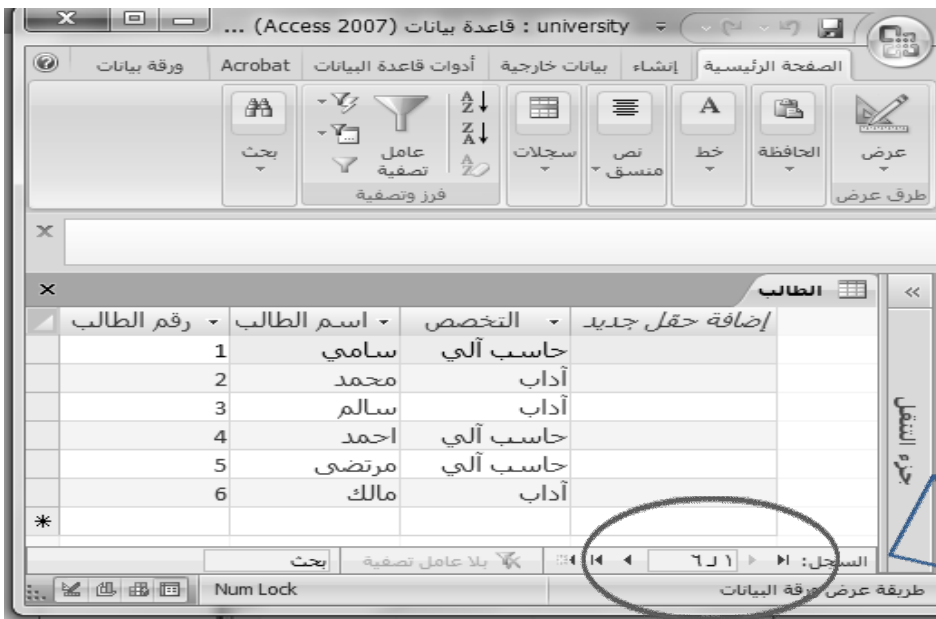 university : قاعدة بيانات (Access 2007) ...
الصفحة الرئيسية إنشاء بيانات خارجية أدوات قاعدة البيانات Acrobat ورقة بيانات
عرض الحافظة خط نص منسق سجلات عامل تصفية بحث
طرق عرض فرز وتصفية
الطالب
إضافة حقل جديد التخصص اسم الطالب رقم الطالب
حاسب آلي سامي 1
آداب محمد 2
آداب سالم 3
حاسب آلي احمد 4
حاسب آلي مرتضى 5
آداب مالك 6
جزء التنقل
السجل: ١ لـ ٦ بلا عامل تصفية بحث
طريقة عرض ورقة البيانات Num Lock